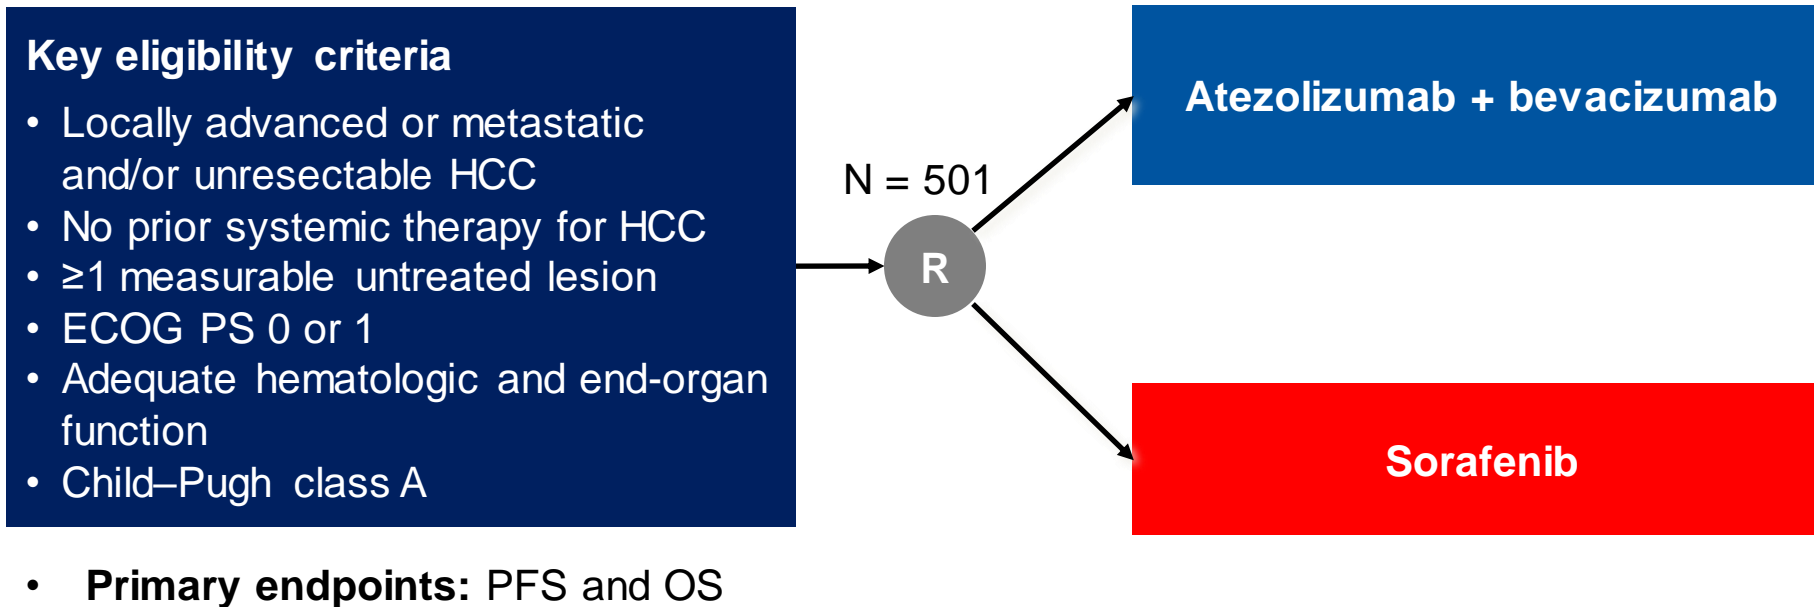 Key eligibility criteria
• Locally advanced or metastatic
and/or unresectable HCC
• No prior systemic therapy for HCC
• ≥1 measurable untreated lesion
• ECOG PS 0 or 1
• Adequate hematologic and end-organ
function
• Child–Pugh class A
N = 501
R
Atezolizumab + bevacizumab
Sorafenib
• Primary endpoints: PFS and OS